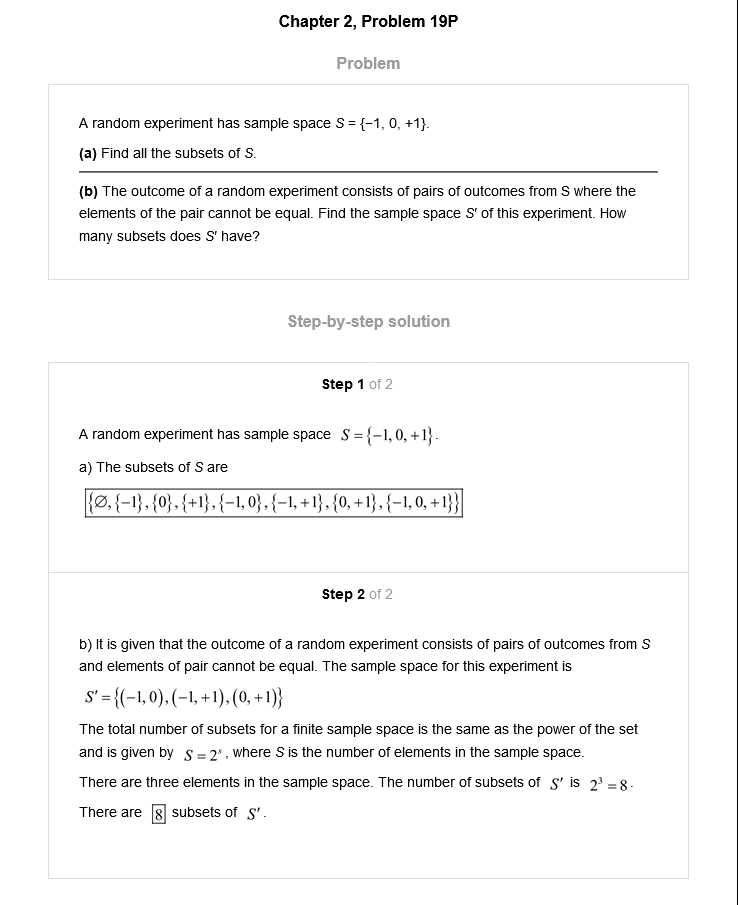 Chapter 2, Problem 19P
Problem
A random experiment has sample space S = {−1, 0, +1}.
(a) Find all the subsets of S.
(b) The outcome of a random experiment consists of pairs of outcomes from S where the
elements of the pair cannot be equal. Find the sample space S′ of this experiment. How
many subsets does S′ have?
Step-by-step solution
Step 1 of 2
A random experiment has sample space S = {−1, 0, +1}.
a) The subsets of S are
{∅, {−1}, {0}, {+1}, {−1, 0}, {−1, +1}, {0, +1}, {−1, 0, +1}}
Step 2 of 2
b) It is given that the outcome of a random experiment consists of pairs of outcomes from S
and elements of pair cannot be equal. The sample space for this experiment is
S′ = {(−1, 0), (−1, +1), (0, +1)}
The total number of subsets for a finite sample space is the same as the power of the set
and is given by S = 2ˢ, where S is the number of elements in the sample space.
There are three elements in the sample space. The number of subsets of S′ is 2³ = 8.
There are 8 subsets of S′.